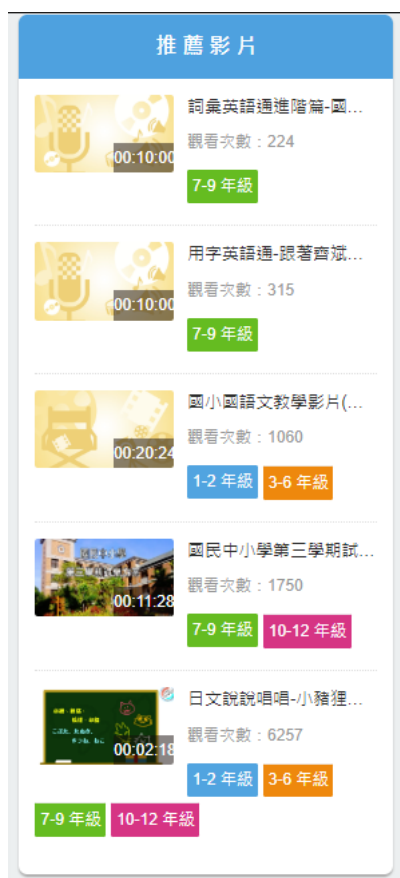 推薦影片
詞彙英語通進階篇-國...
觀看次數：224
00:10:00
7-9 年級
用字英語通-跟著齊斌...
觀看次數：315
00:10:00
7-9 年級
國小國語文教學影片(...
觀看次數：1060
00:20:24
1-2 年級 3-6 年級
國民中小學第三學期試...
觀看次數：1750
00:11:28
7-9 年級 10-12 年級
日文說說唱唱-小豬狸...
觀看次數：6257
00:02:18
1-2 年級 3-6 年級
7-9 年級 10-12 年級